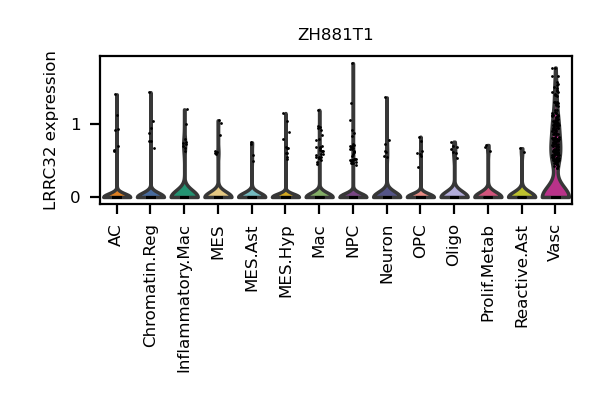 ZH881T1
LRRC32 expression
1
0
AC
Chromatin.Reg
Inflammatory.Mac
MES
MES.Ast
MES.Hyp
Mac
NPC
Neuron
OPC
Oligo
Prolif.Metab
Reactive.Ast
Vasc